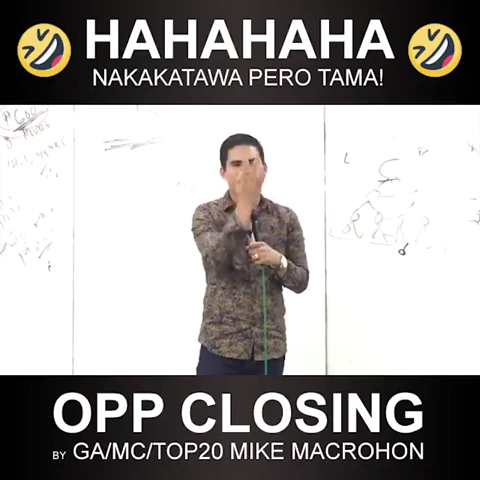 HAHAHAHA
NAKAKATAWA PERO TAMA!
OPP CLOSING
BY GA/MC/TOP20 MIKE MACROHON